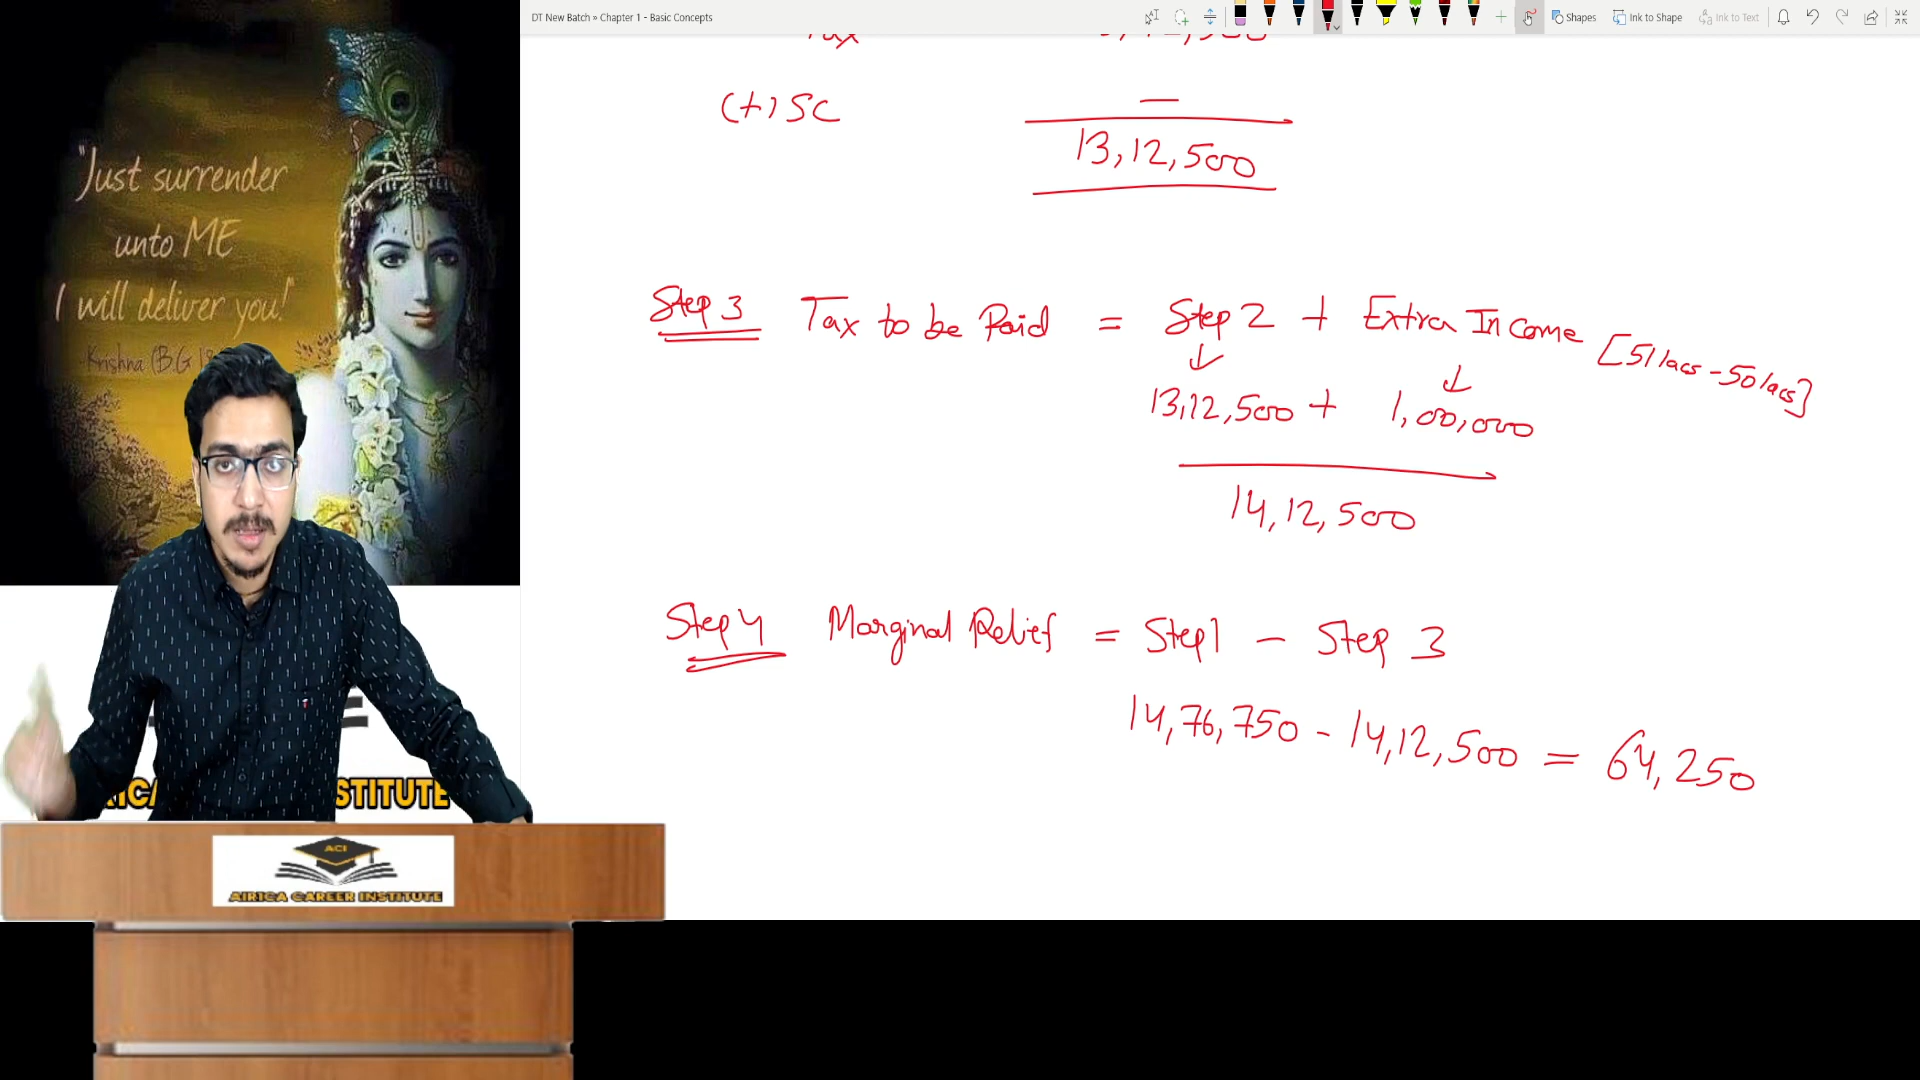 DT New Batch » Chapter 1 - Basic Concepts
Shapes Ink to Shape Ink to Text
Tax
(+) SC —
13,12,500
"Just surrender
unto ME
I will deliver you!"
Krishna (B.G
Step 3 Tax to be Paid = Step 2 + Extra Income [51 lacs - 50 lacs]
13,12,500 + 1,00,000
14,12,500
Step 4 Marginal Relief = Step 1 - Step 3
14,76,750 - 14,12,500 = 64,250
STITUTE
ACI
AIRICA CAREER INSTITUTE